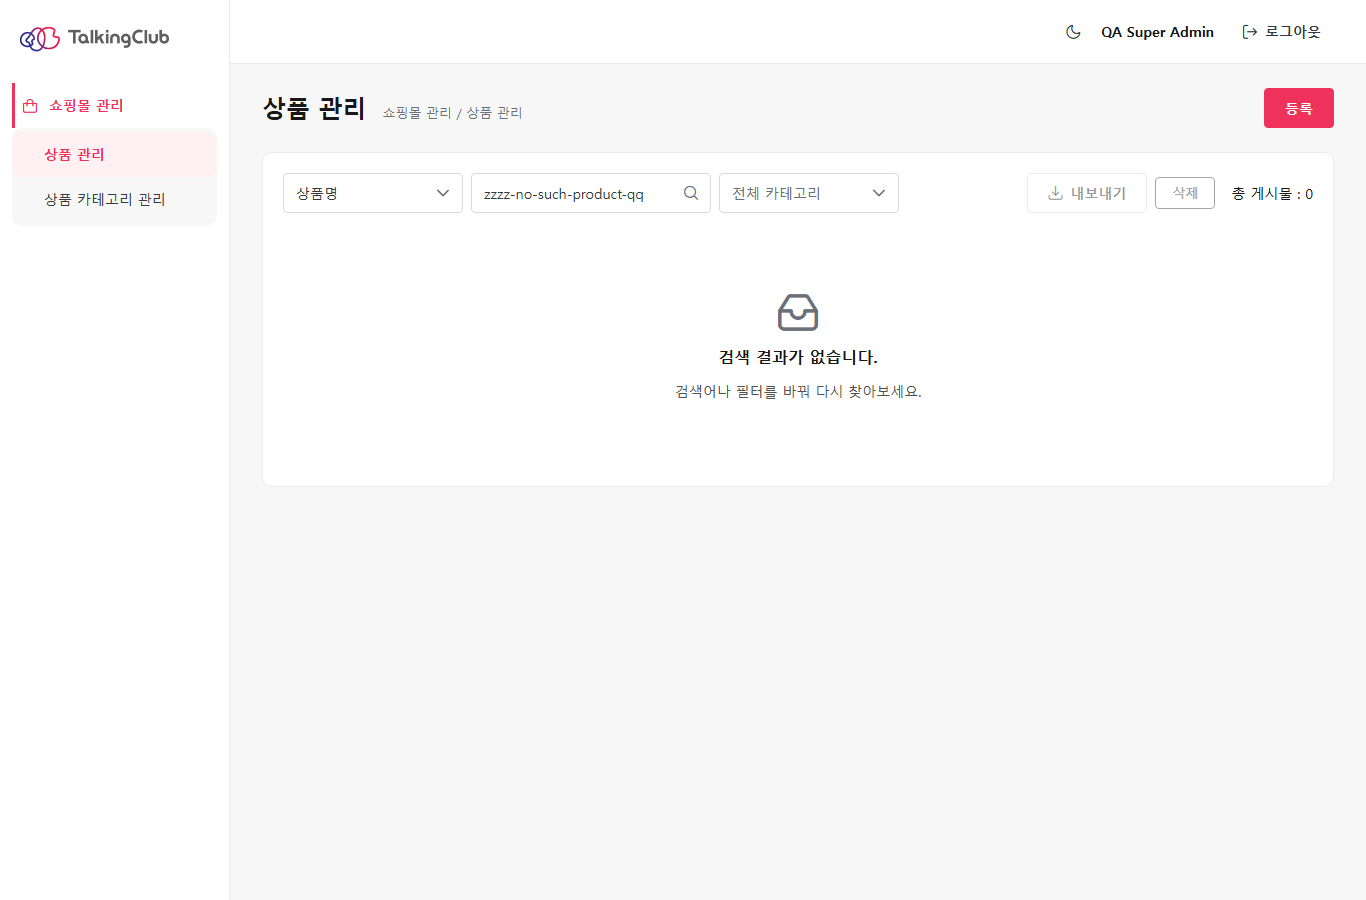 TalkingClub
QA Super Admin
로그아웃
쇼핑몰 관리
상품 관리
상품 카테고리 관리
상품 관리
쇼핑몰 관리 / 상품 관리
등록
상품명
zzzz-no-such-product-qq
전체 카테고리
내보내기
삭제
총 게시물 : 0
검색 결과가 없습니다.
검색어나 필터를 바꿔 다시 찾아보세요.